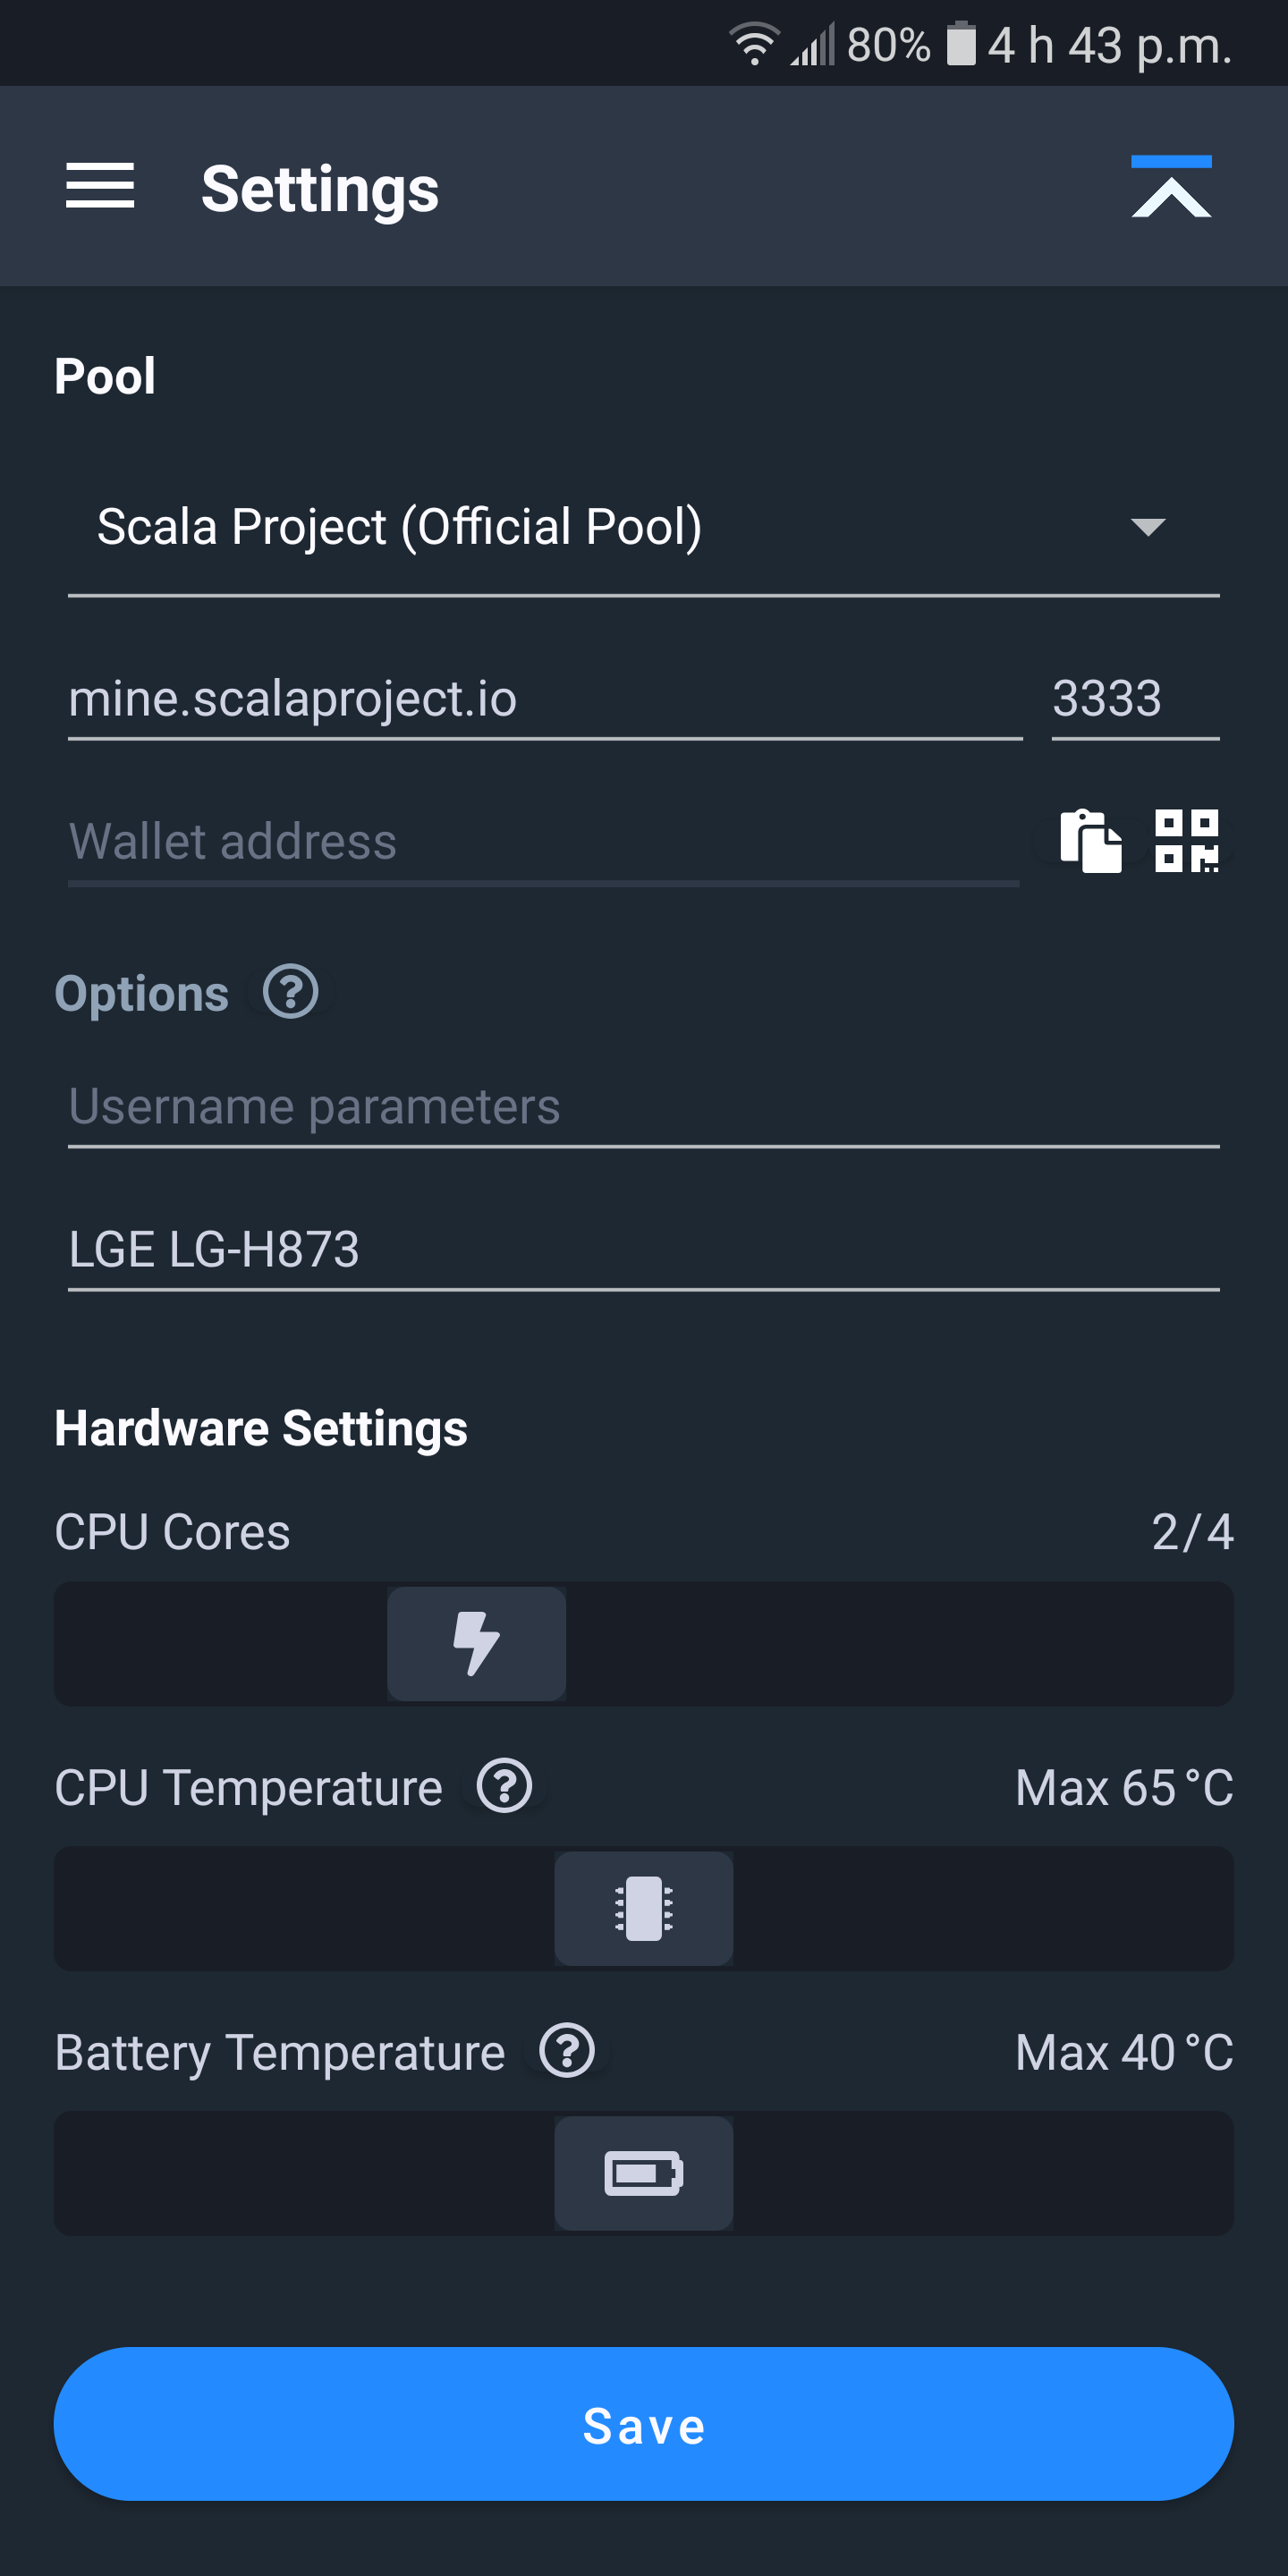 80% 4 h 43 p.m.
Settings
Pool
Scala Project (Official Pool)
mine.scalaproject.io 3333
Wallet address
Options
Username parameters
LGE LG-H873
Hardware Settings
CPU Cores 2/4
CPU Temperature Max 65 °C
Battery Temperature Max 40 °C
Save